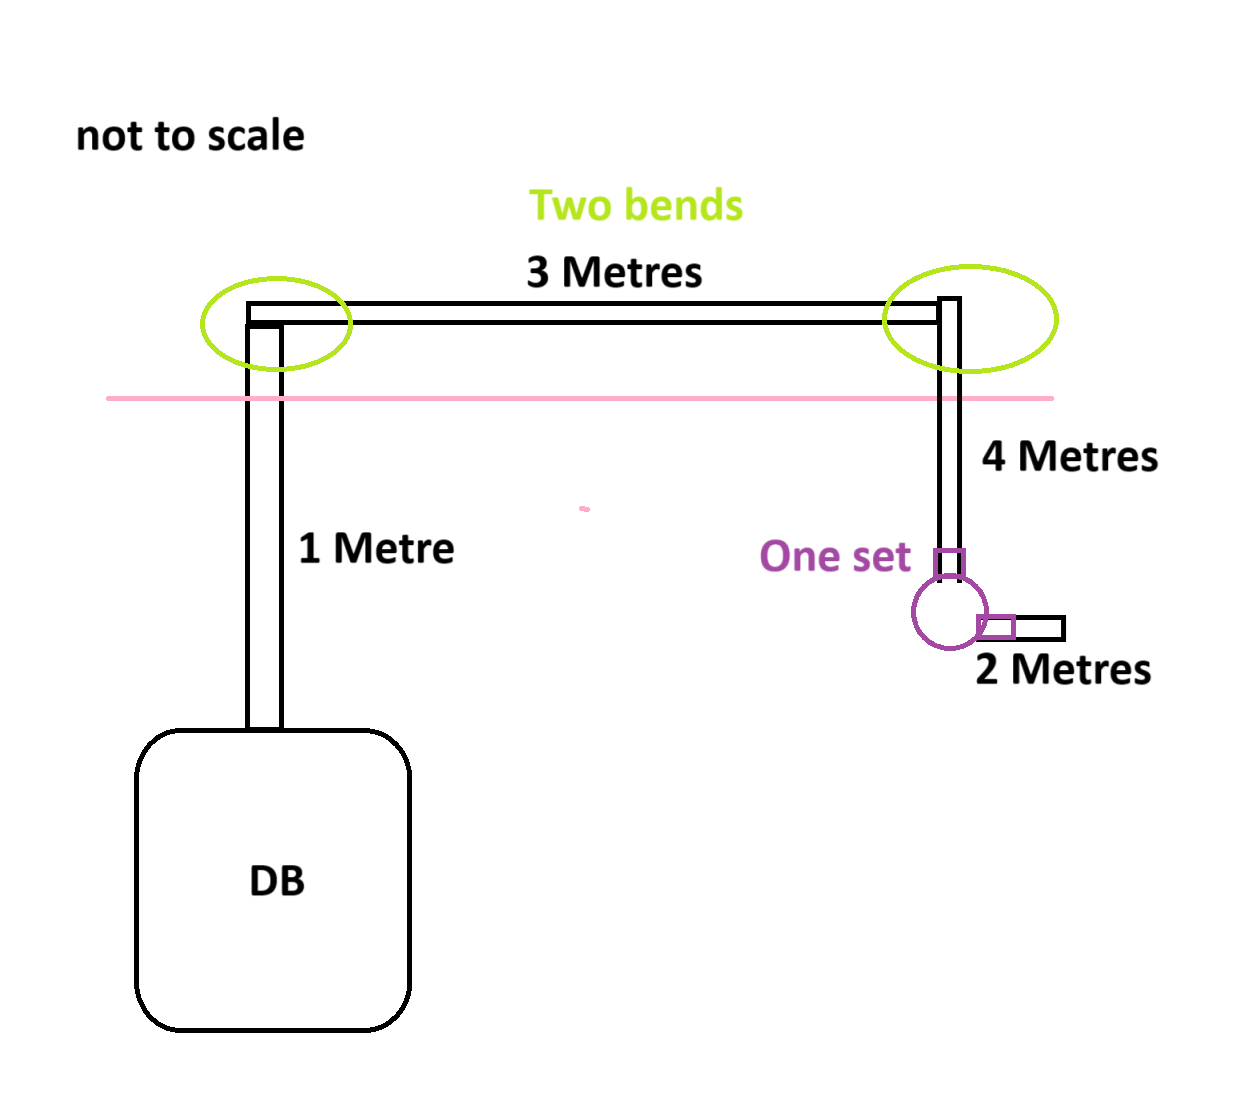 not to scale
Two bends
3 Metres
4 Metres
1 Metre
One set
2 Metres
DB